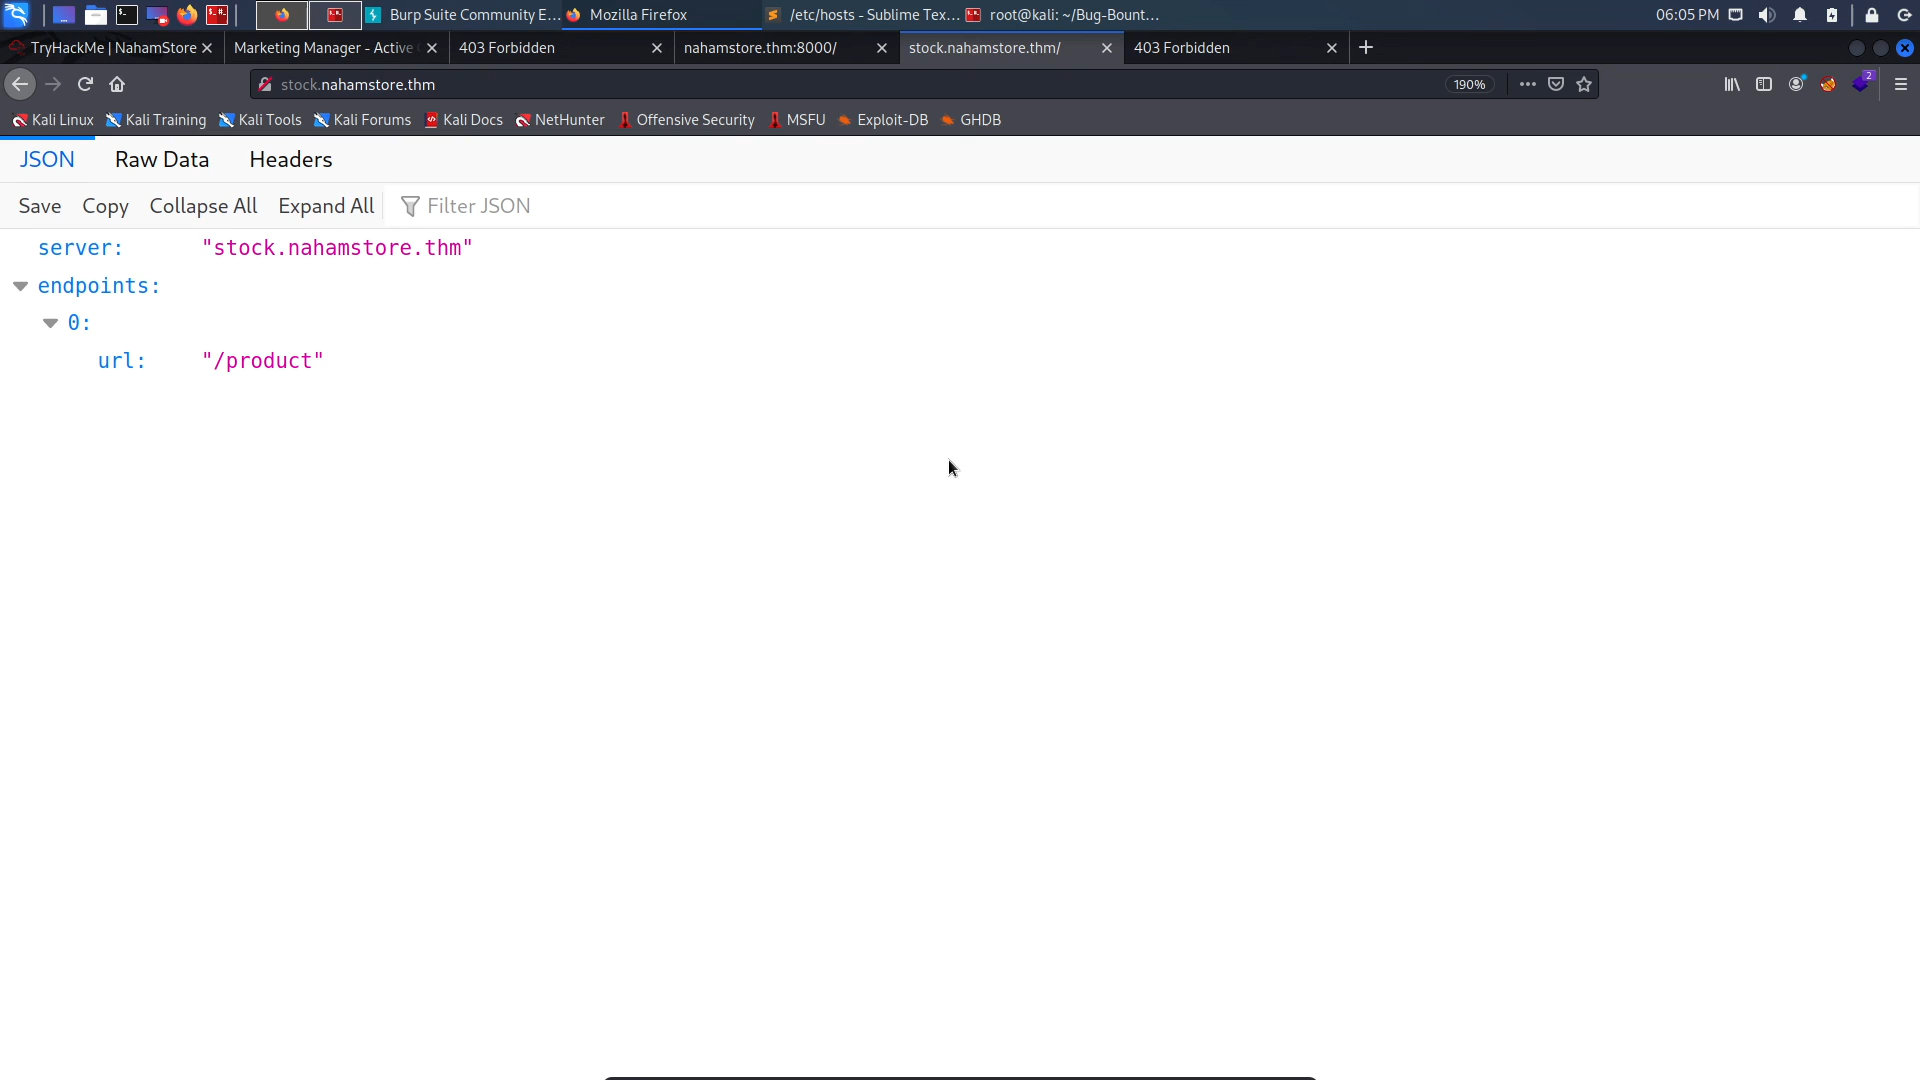 Burp Suite Community E... Mozilla Firefox /etc/hosts - Sublime Tex... root@kali: ~/Bug-Bount... 06:05 PM
TryHackMe | NahamStore Marketing Manager - Active 403 Forbidden nahamstore.thm:8000/ stock.nahamstore.thm/ 403 Forbidden
stock.nahamstore.thm 190% 2
Kali Linux Kali Training Kali Tools Kali Forums Kali Docs NetHunter Offensive Security MSFU Exploit-DB GHDB
JSON Raw Data Headers
Save Copy Collapse All Expand All Filter JSON
server: "stock.nahamstore.thm"
endpoints:
0:
url: "/product"